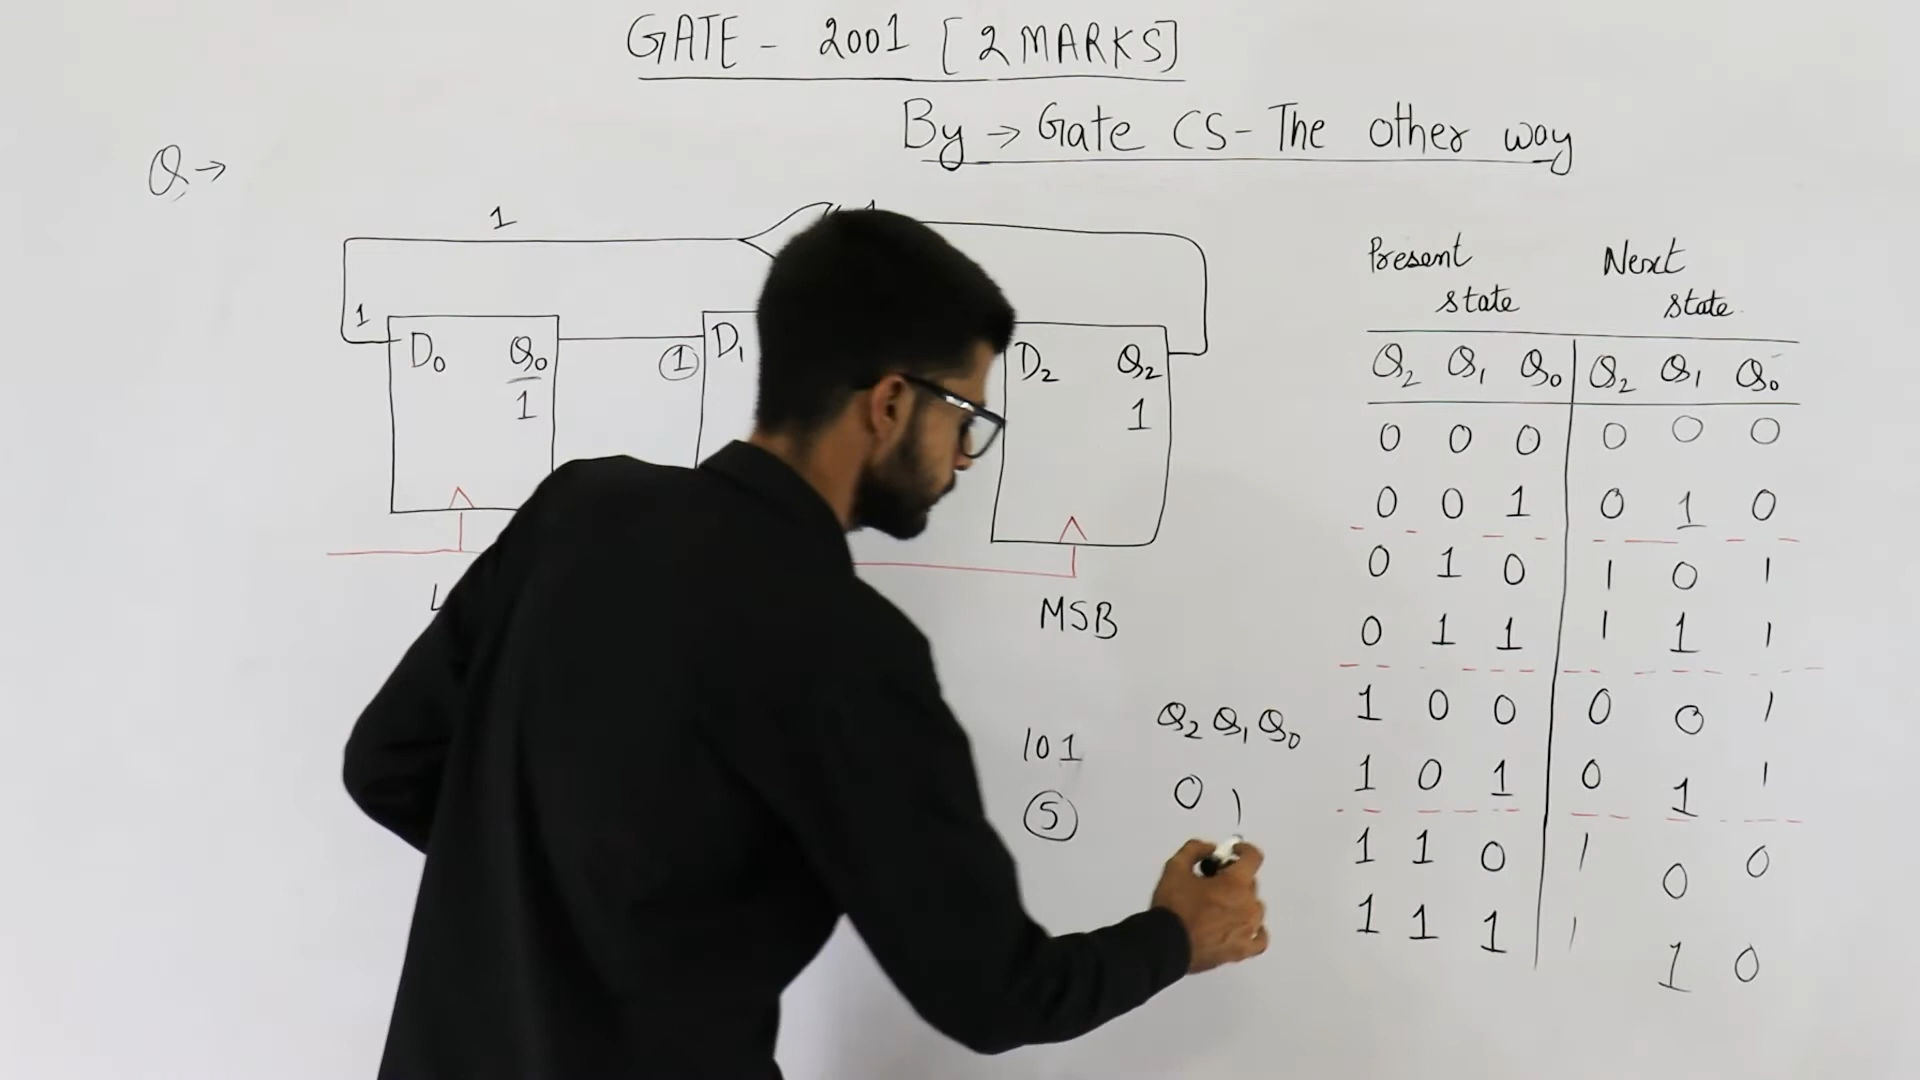 GATE - 2001 [2 MARKS]
By → Gate CS - The other way
Q →
1
1
1
D0 Q0
1
1
D1
D2 Q2
1
MSB
101
5
Q2 Q1 Q0
0 1
Present state Next state
Q2 Q1 Q0 Q2 Q1 Q0
0 0 0 0 0 0
0 0 1 0 1 0
0 1 0 1 0 1
0 1 1 1 1 1
1 0 0 0 0 1
1 0 1 0 1 1
1 1 0 1 0 0
1 1 1 1 1 0